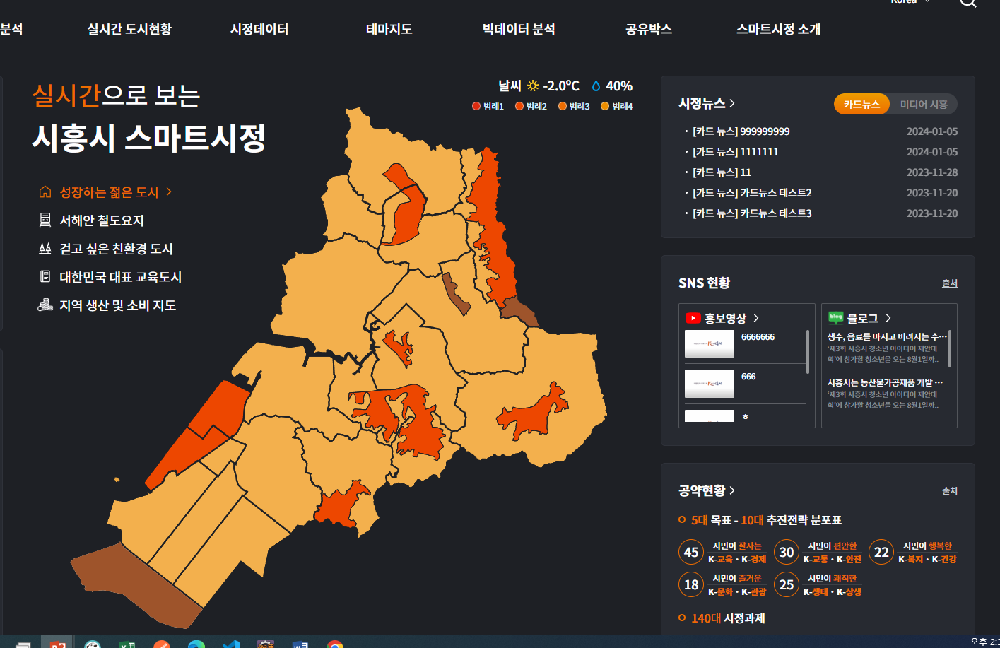 Korea
분석 실시간 도시현황 시정데이터 테마지도 빅데이터 분석 공유박스 스마트시정 소개
실시간으로 보는
시흥시 스마트시정
성장하는 젊은 도시
서해안 철도요지
걷고 싶은 친환경 도시
대한민국 대표 교육도시
지역 생산 및 소비 지도
날씨 -2.0ºC 40%
범례1 범례2 범례3 범례4
시정뉴스 카드뉴스 미디어 시흥
· [카드 뉴스] 999999999 2024-01-05
· [카드 뉴스] 1111111 2024-01-05
· [카드 뉴스] 11 2023-11-28
· [카드 뉴스] 카드뉴스 테스트2 2023-11-20
· [카드 뉴스] 카드뉴스 테스트3 2023-11-20
SNS 현황 출처
홍보영상
6666666
666
ㅎ
blog 블로그
생수, 음료를 마시고 버려지는 수…
'제3회 시흥시 청소년 아이디어 제안대
회'에 참가할 청소년을 오는 8월1일까..
시흥시는 농산물가공제품 개발 …
'제3회 시흥시 청소년 아이디어 제안대
회'에 참가할 청소년을 오는 8월1일까..
공약현황 출처
5대 목표 - 10대 추진전략 분포표
45 시민이 잘사는
K-교육 · K-경제
30 시민이 편안한
K-교통 · K-안전
22 시민이 행복한
K-복지 · K-건강
18 시민이 즐거운
K-문화 · K-관광
25 시민이 쾌적한
K-생태 · K-상생
140대 시정과제
오후 2:3